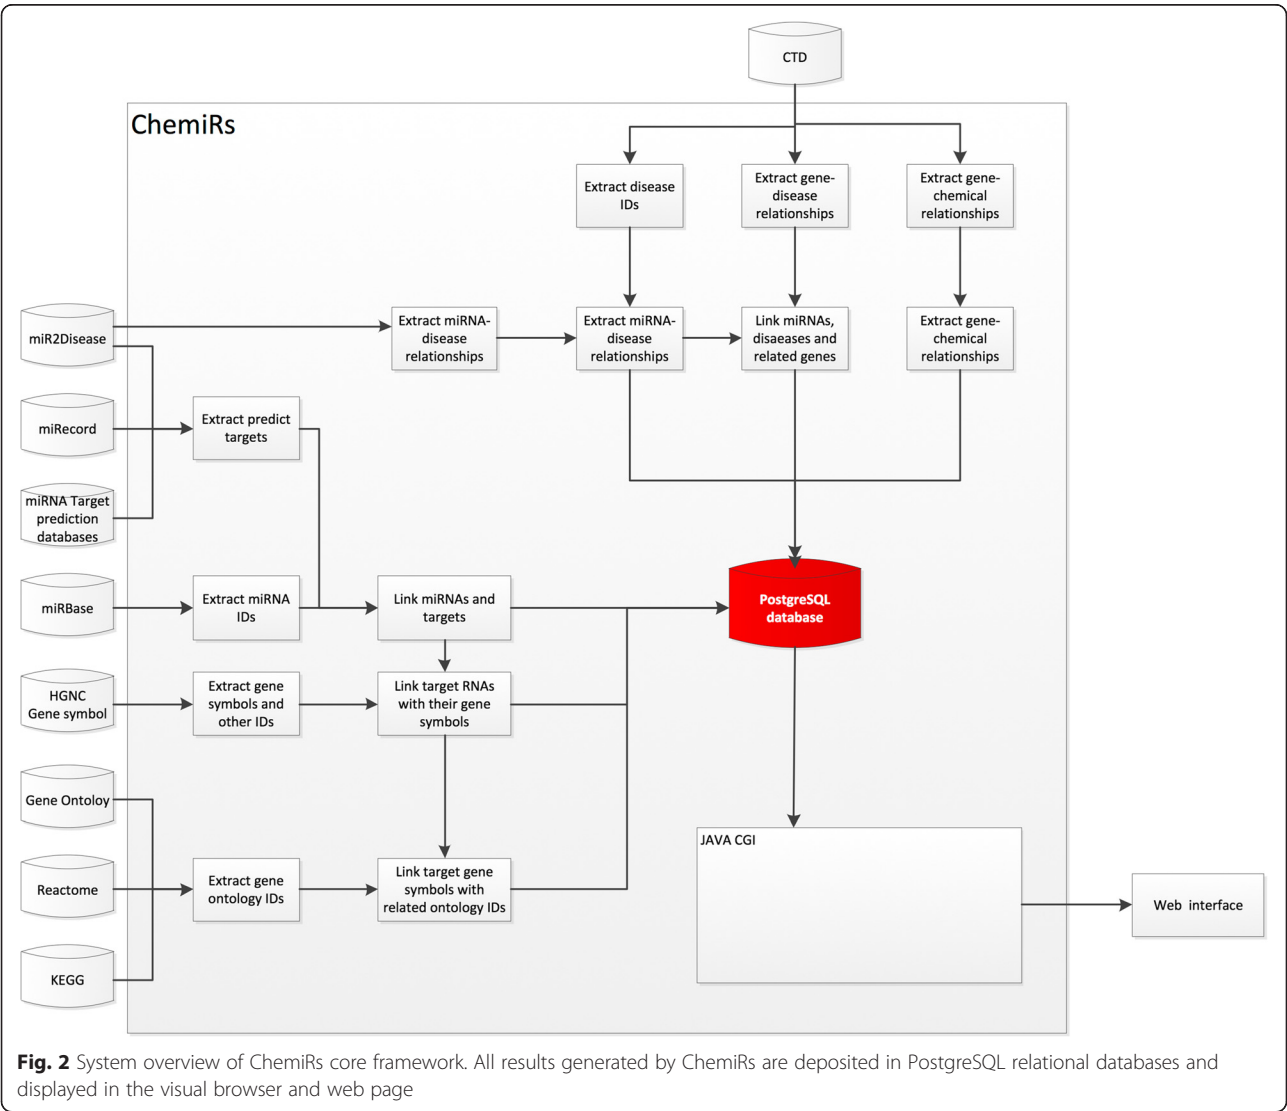 CTD
ChemiRs
Extract disease
IDs
Extract gene-
disease
relationships
Extract gene-
chemical
relationships
miR2Disease
Extract miRNA-
disease
relationships
Extract miRNA-
disease
relationships
Link miRNAs,
disaeases and
related genes
Extract gene-
chemical
relationships
miRecord
Extract predict
targets
miRNA Target
prediction
databases
miRBase
Extract miRNA
IDs
Link miRNAs and
targets
PostgreSQL
database
HGNC
Gene symbol
Extract gene
symbols and
other IDs
Link target RNAs
with their gene
symbols
Gene Ontoloy
JAVA CGI
Reactome
Extract gene
ontology IDs
Link target gene
symbols with
related ontology IDs
Web interface
KEGG
Fig. 2 System overview of ChemiRs core framework. All results generated by ChemiRs are deposited in PostgreSQL relational databases and
displayed in the visual browser and web page